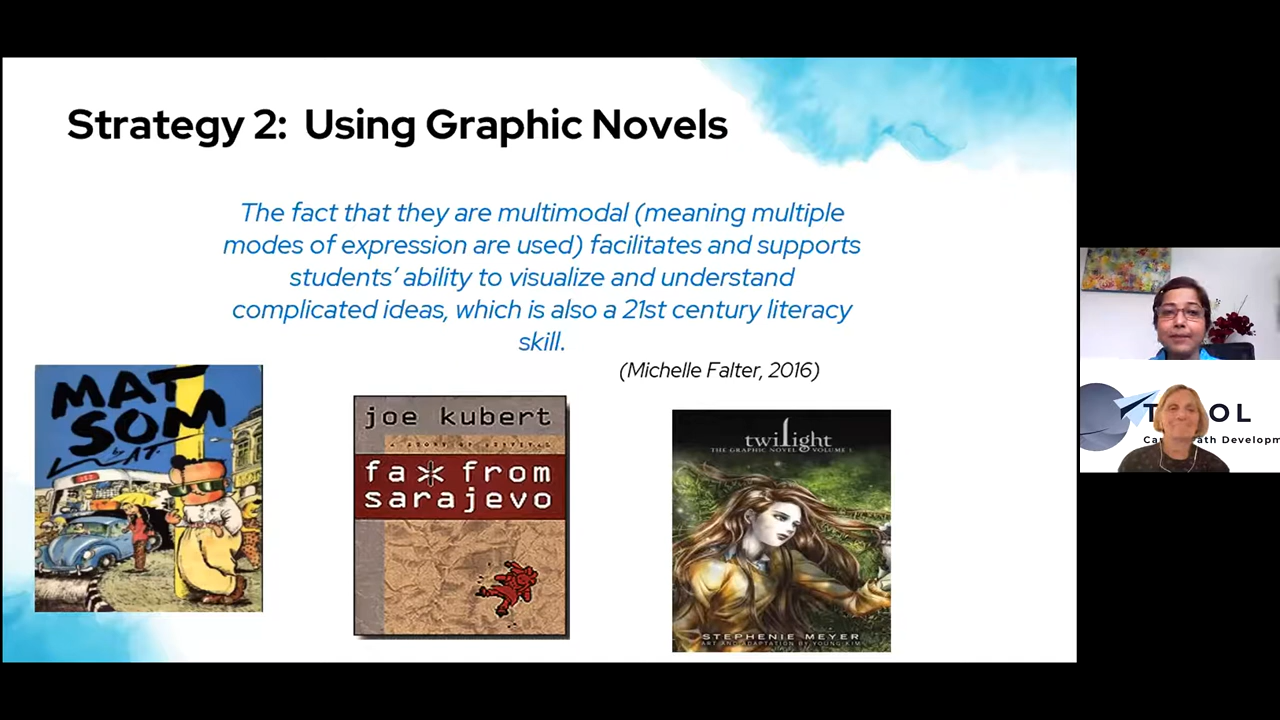 Strategy 2: Using Graphic Novels
The fact that they are multimodal (meaning multiple
modes of expression are used) facilitates and supports
students’ ability to visualize and understand
complicated ideas, which is also a 21st century literacy
skill.
(Michelle Falter, 2016)
MAT
SOM
by LAT.
joe kubert
A STORY OF SURVIVAL
fax from
sarajevo
twilight
THE GRAPHIC NOVEL VOLUME 1
STEPHENIE MEYER
ART AND ADAPTATION BY YOUNG KIM
OL
Path Developm